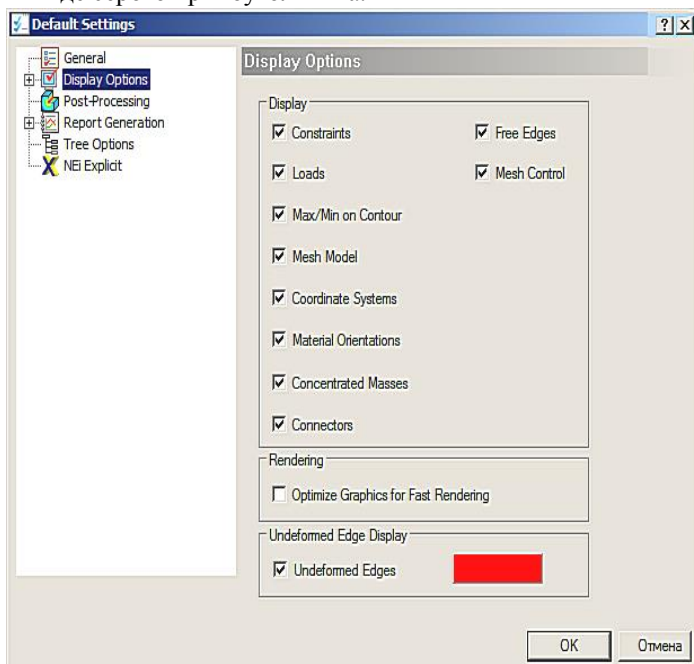 Default Settings
? X
General
Display Options
Post-Processing
Report Generation
Tree Options
NEi Explicit
Display Options
Display
Constraints
Free Edges
Loads
Mesh Control
Max/Min on Contour
Mesh Model
Coordinate Systems
Material Orientations
Concentrated Masses
Connectors
Rendering
Optimize Graphics for Fast Rendering
Undeformed Edge Display
Undeformed Edges
OK
Отмена